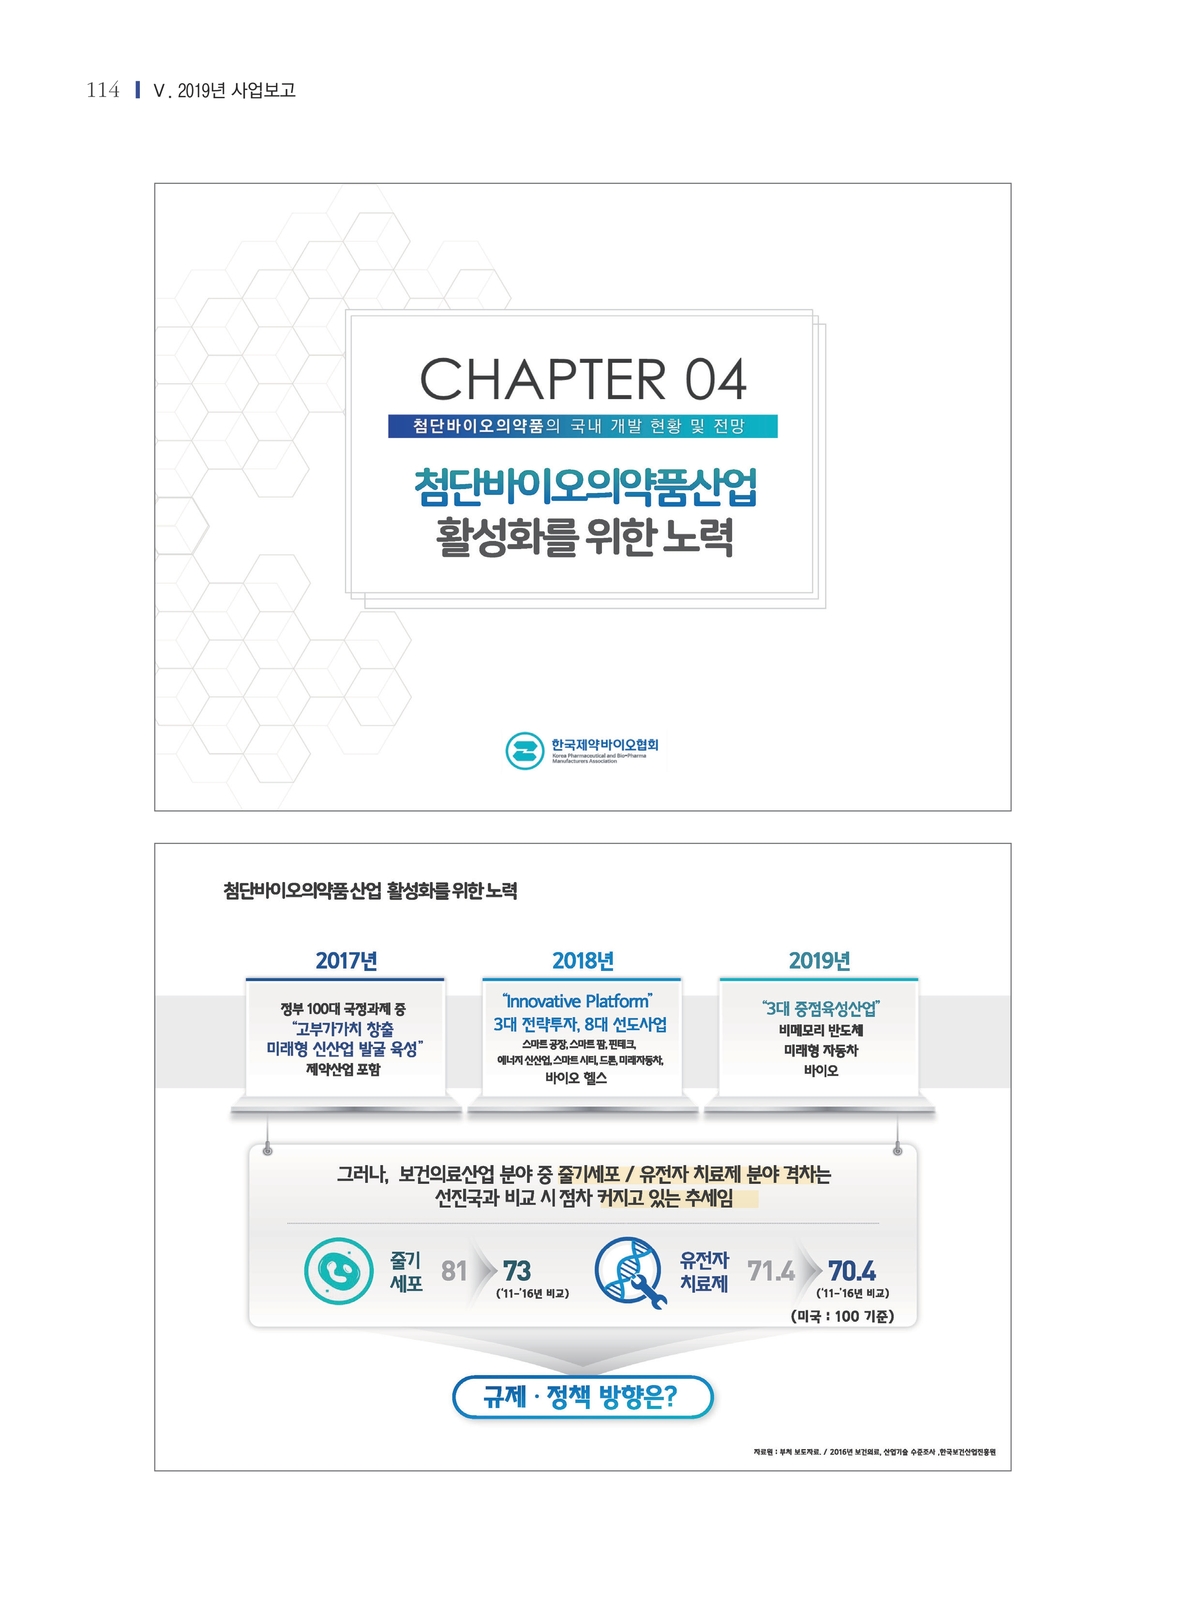 114 V. 2019년 사업보고
CHAPTER 04
첨단바이오의약품의 국내 개발 현황 및 전망
첨단바이오의약품산업
활성화를 위한 노력
한국제약바이오협회
Korea Pharmaceutical and Bio-Pharma
Manufacturers Association
첨단바이오의약품 산업 활성화를 위한 노력
2017년
정부 100대 국정과제 중
“고부가가치 창출
미래형 신산업 발굴 육성”
제약산업 포함
2018년
“Innovative Platform”
3대 전략투자, 8대 선도사업
스마트 공장, 스마트 팜, 핀테크,
에너지 신산업, 스마트 시티, 드론, 미래자동차,
바이오 헬스
2019년
“3대 중점육성산업”
비메모리 반도체
미래형 자동차
바이오
그러나, 보건의료산업 분야 중 줄기세포 / 유전자 치료제 분야 격차는
선진국과 비교 시 점차 커지고 있는 추세임
줄기
세포
81
73
('11-'16년 비교)
유전자
치료제
71.4
70.4
('11-'16년 비교)
(미국 : 100 기준)
규제 · 정책 방향은?
자료원 : 부처 보도자료. / 2016년 보건의료, 산업기술 수준조사 ,한국보건산업진흥원